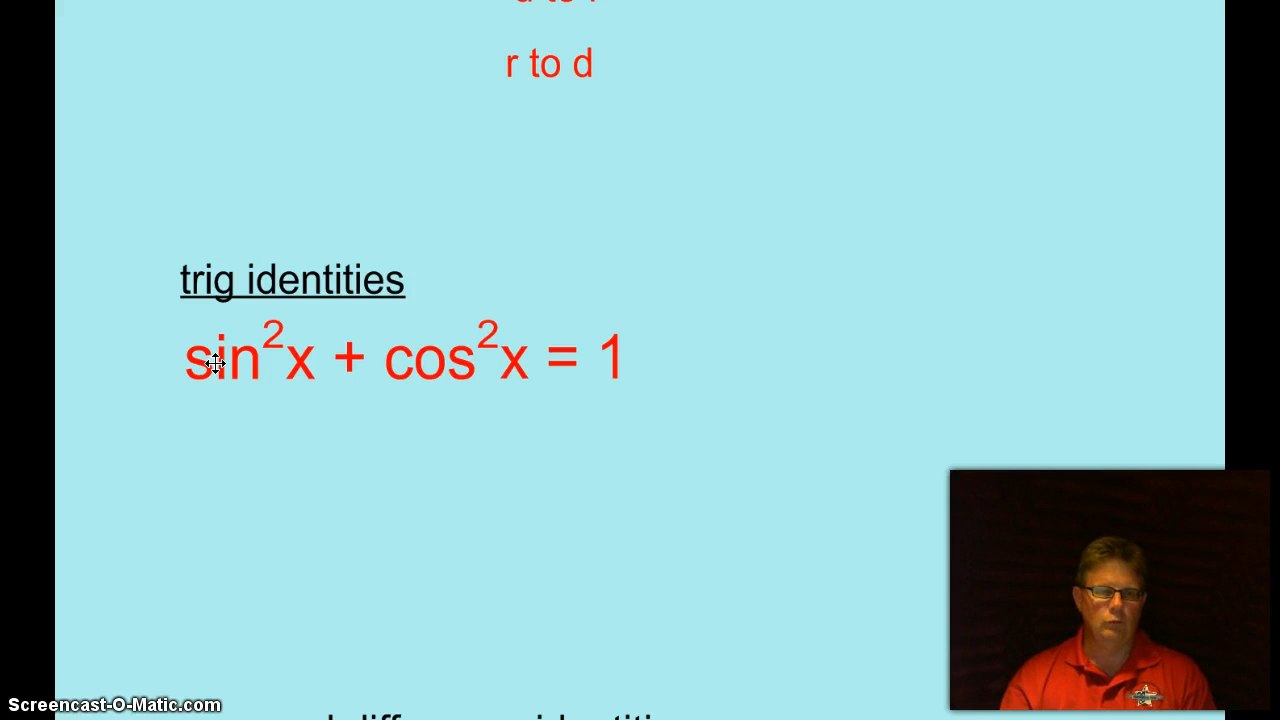 r to d
trig identities
sin²x + cos²x = 1
Screencast-O-Matic.com